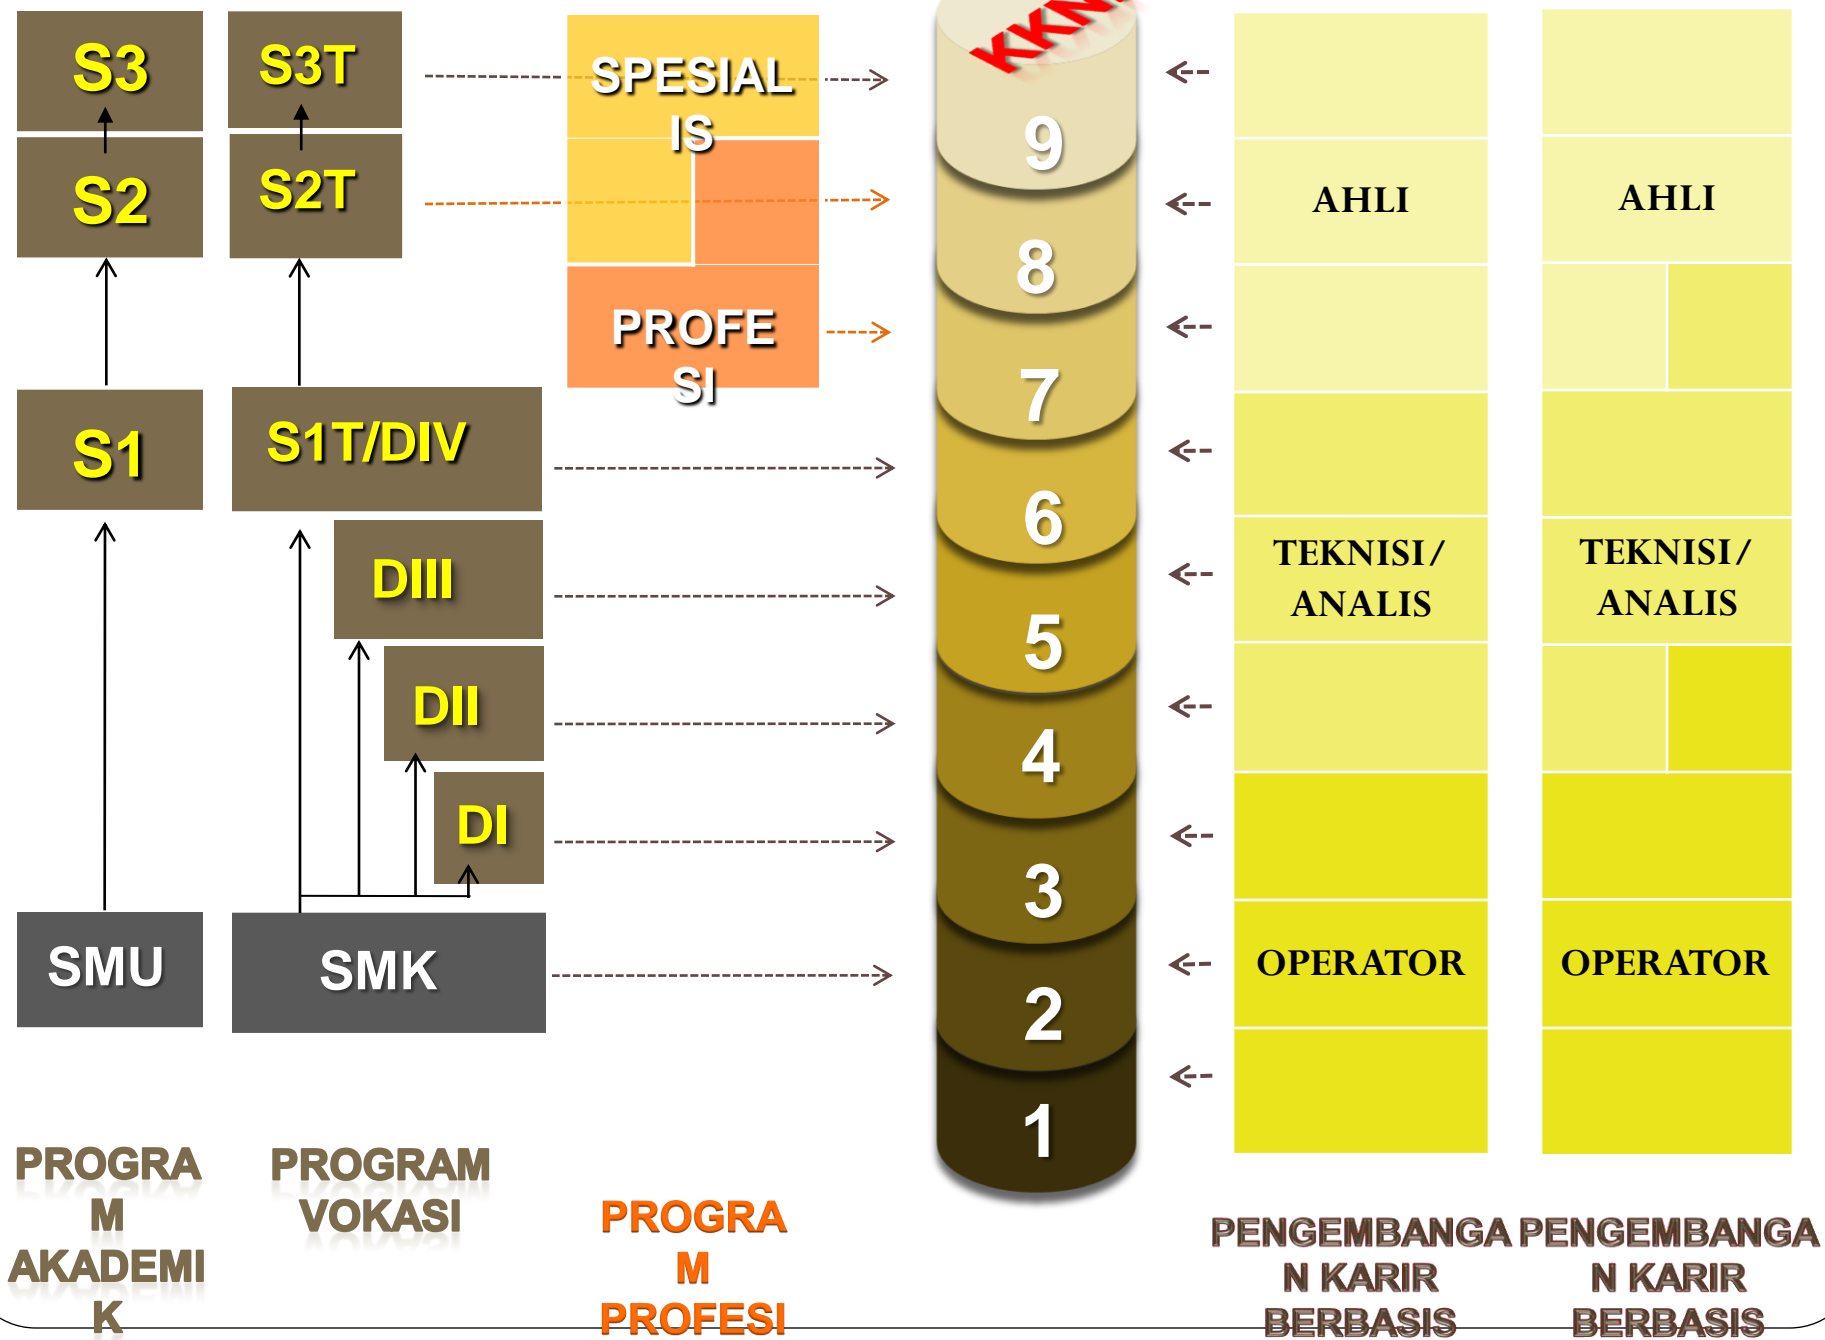 S3
S2
S1
SMU
PROGRA
M
AKADEMI
K
S3T
S2T
S1T/DIV
DIII
DII
DI
SMK
PROGRAM
VOKASI
SPESIAL
IS
PROFE
SI
PROGRA
M
PROFESI
9
8
7
6
5
4
3
2
1
AHLI
TEKNISI/
ANALIS
OPERATOR
PENGEMBANGA
N KARIR
BERBASIS
AHLI
TEKNISI/
ANALIS
OPERATOR
PENGEMBANGA
N KARIR
BERBASIS